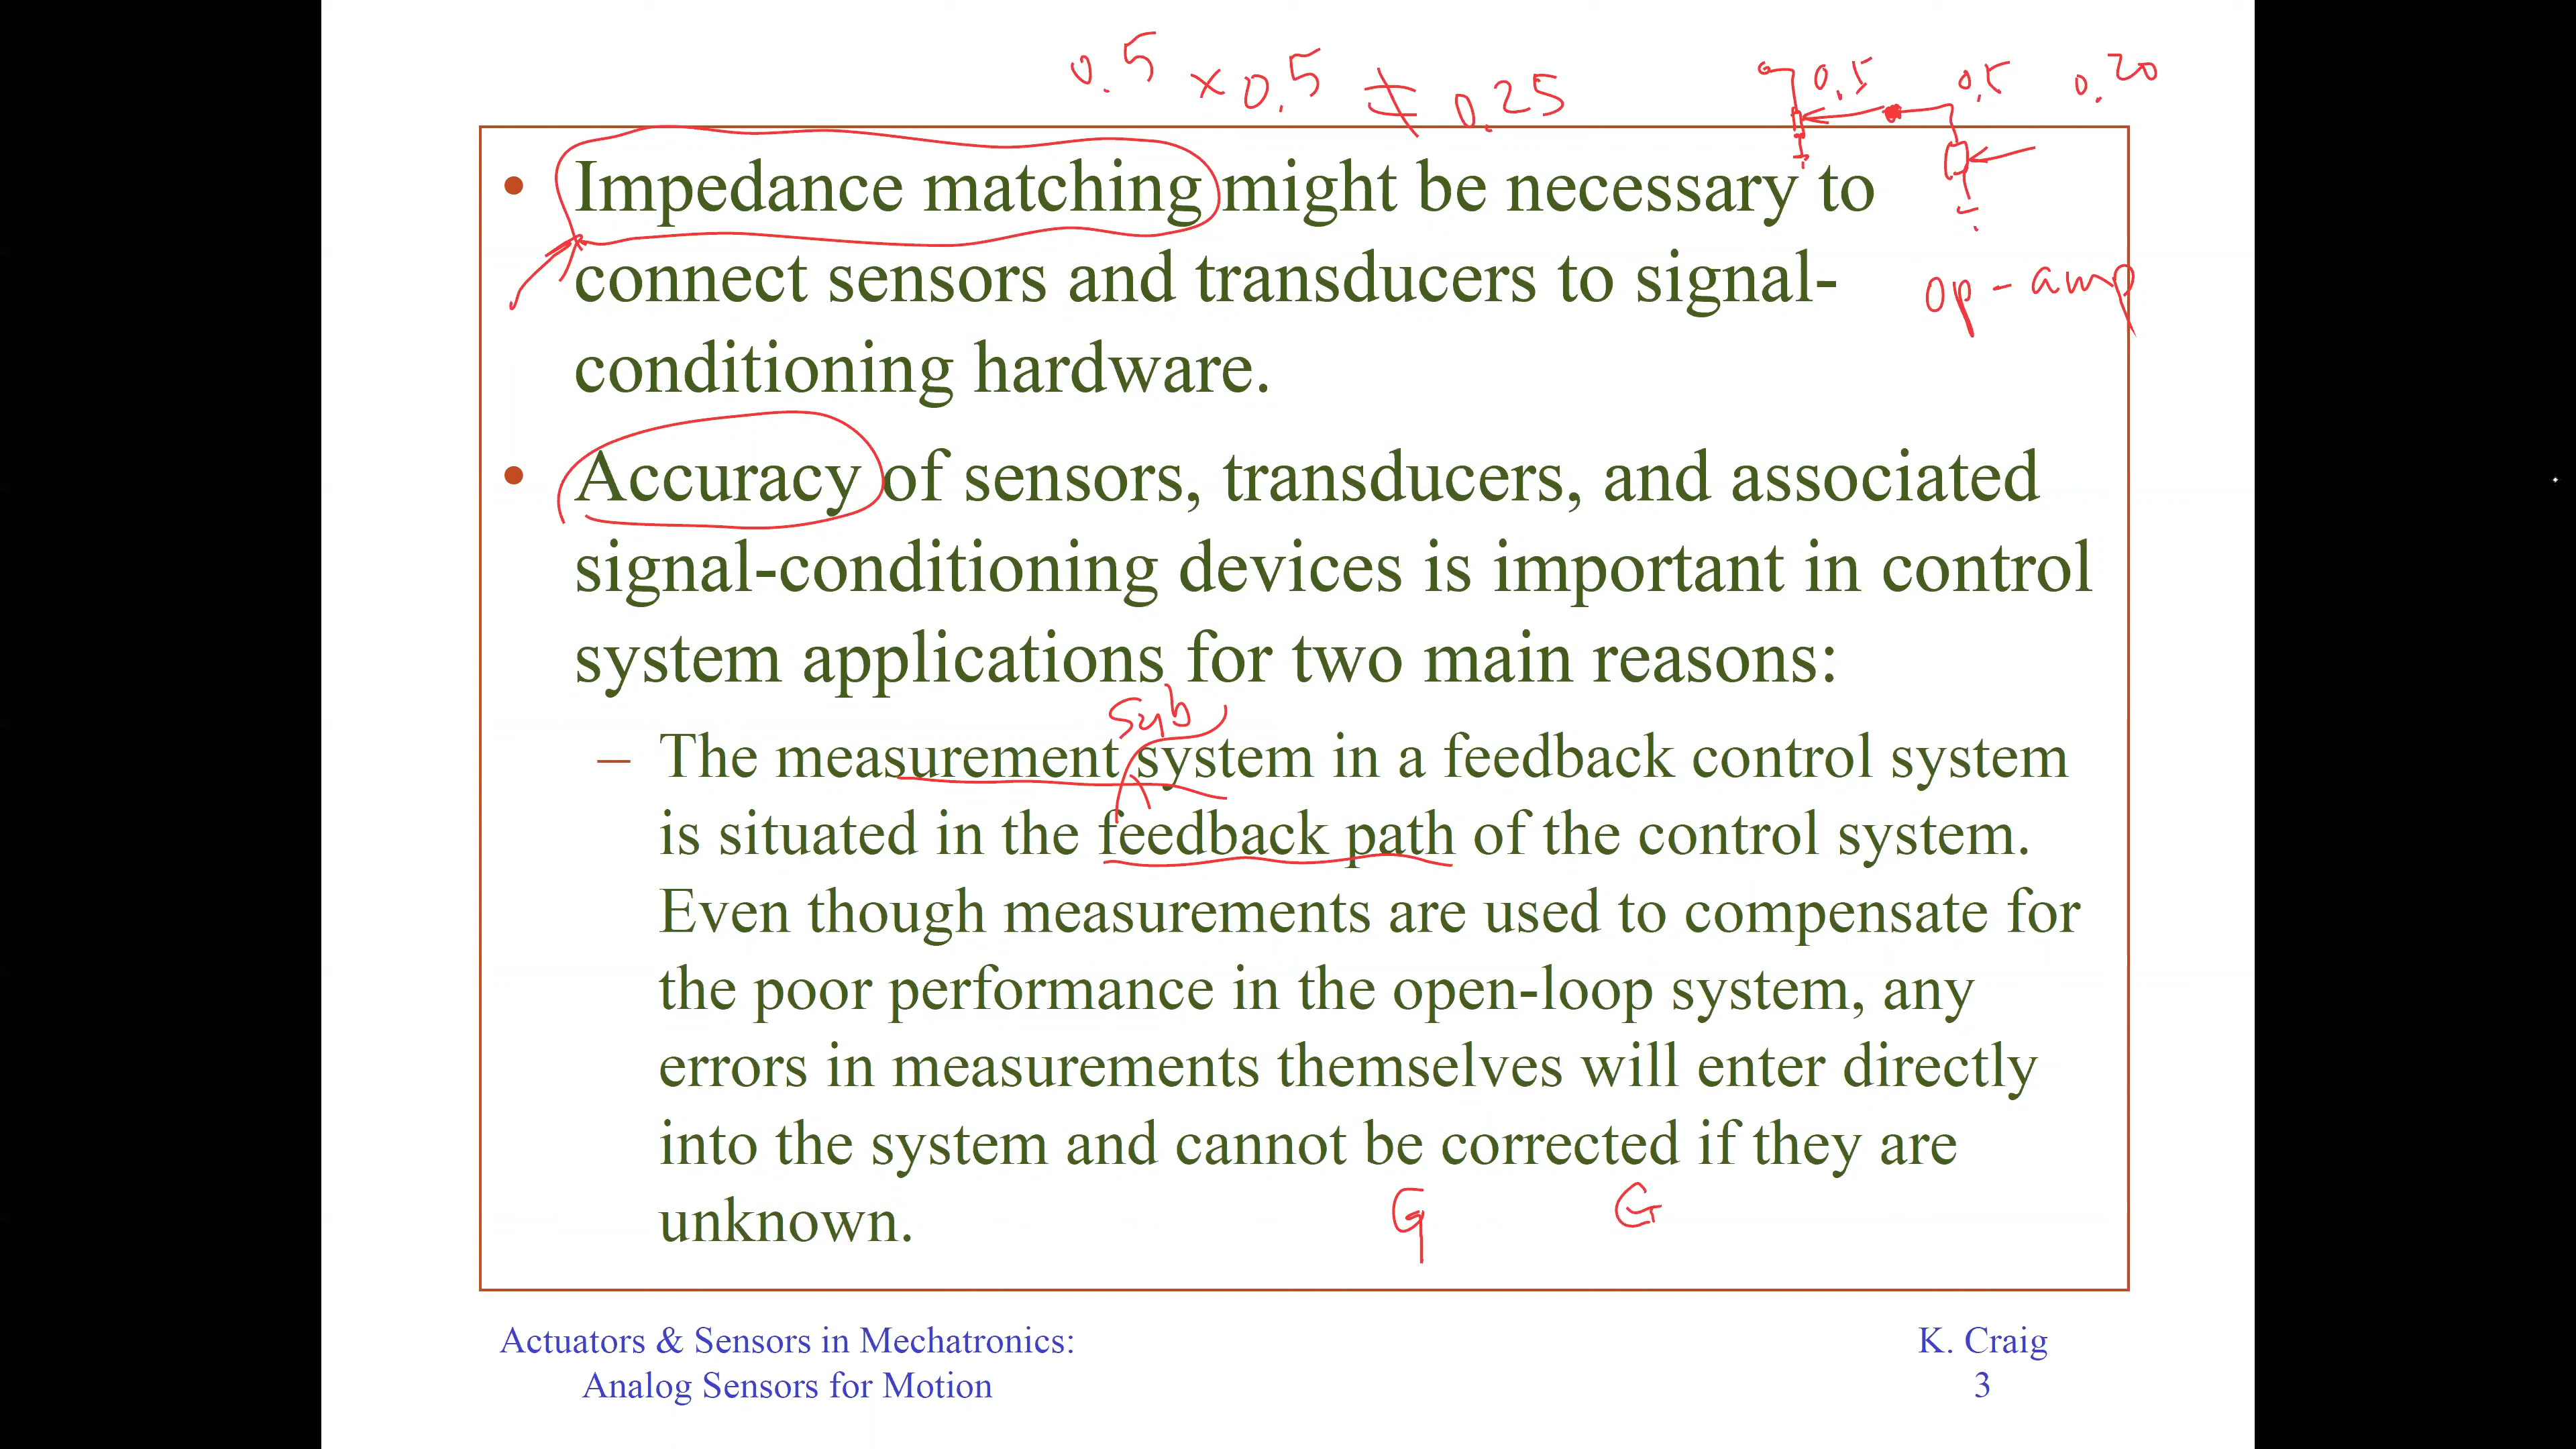 0.5 × 0.5 ≠ 0.25
0.5 0.5 0.20
• Impedance matching might be necessary to
connect sensors and transducers to signal-
op-amp
conditioning hardware.
• Accuracy of sensors, transducers, and associated
signal-conditioning devices is important in control
system applications for two main reasons:
sub
– The measurement system in a feedback control system
is situated in the feedback path of the control system.
Even though measurements are used to compensate for
the poor performance in the open-loop system, any
errors in measurements themselves will enter directly
into the system and cannot be corrected if they are
unknown.
G G
Actuators & Sensors in Mechatronics:
Analog Sensors for Motion
K. Craig
3